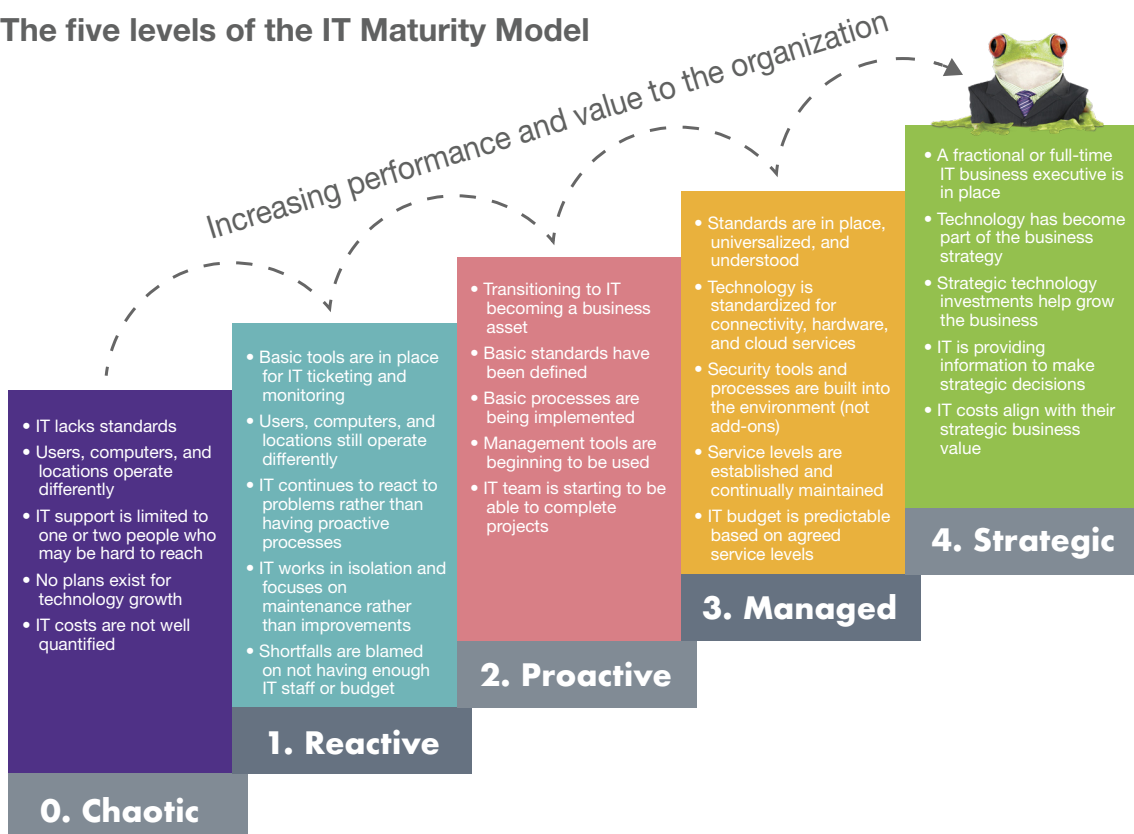 The five levels of the IT Maturity Model
Increasing performance and value to the organization
• IT lacks standards
• Users, computers, and
locations operate
differently
• IT support is limited to
one or two people who
may be hard to reach
• No plans exist for
technology growth
• IT costs are not well
quantified
0. Chaotic
• Basic tools are in place
for IT ticketing and
monitoring
• Users, computers, and
locations still operate
differently
• IT continues to react to
problems rather than
having proactive
processes
• IT works in isolation and
focuses on
maintenance rather
than improvements
• Shortfalls are blamed
on not having enough
IT staff or budget
1. Reactive
• Transitioning to IT
becoming a business
asset
• Basic standards have
been defined
• Basic processes are
being implemented
• Management tools are
beginning to be used
• IT team is starting to be
able to complete
projects
2. Proactive
• Standards are in place,
universalized, and
understood
• Technology is
standardized for
connectivity, hardware,
and cloud services
• Security tools and
processes are built into
the environment (not
add-ons)
• Service levels are
established and
continually maintained
• IT budget is predictable
based on agreed
service levels
3. Managed
• A fractional or full-time
IT business executive is
in place
• Technology has become
part of the business
strategy
• Strategic technology
investments help grow
the business
• IT is providing
information to make
strategic decisions
• IT costs align with their
strategic business
value
4. Strategic